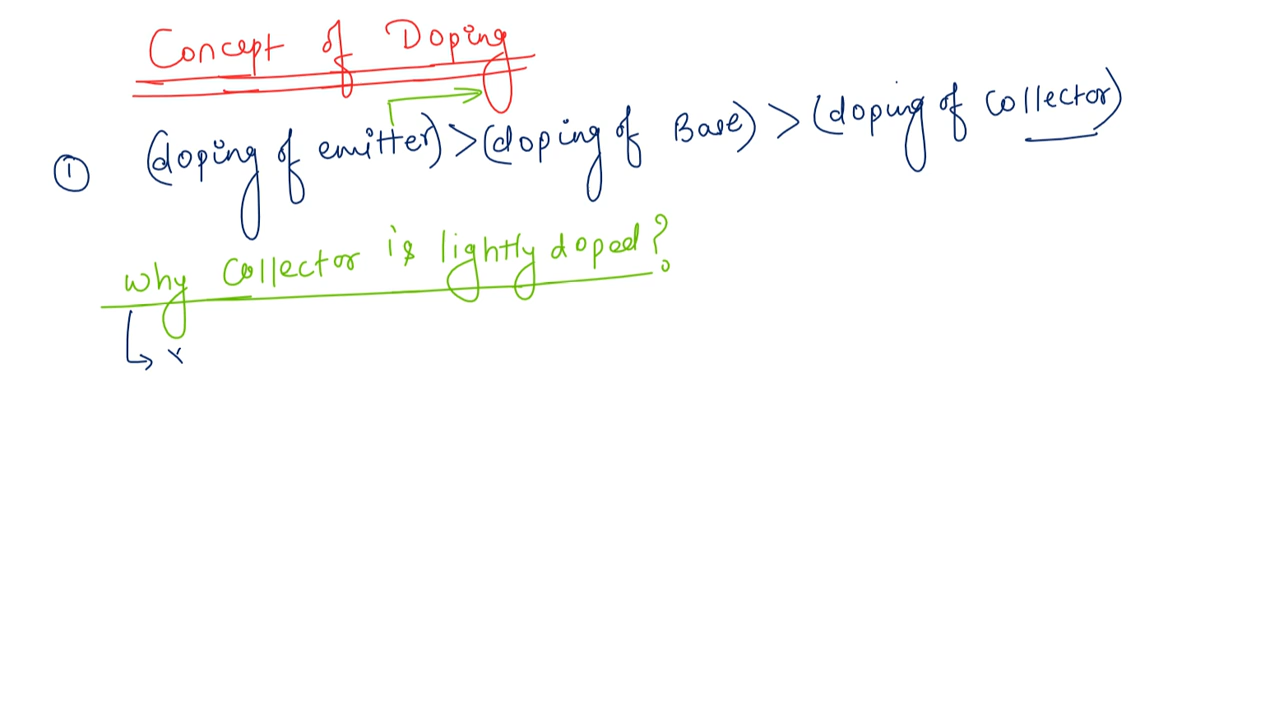 Concept of Doping
① (doping of emitter) > (doping of Base) > (doping of collector)
why collector is lightly doped?
↳ x